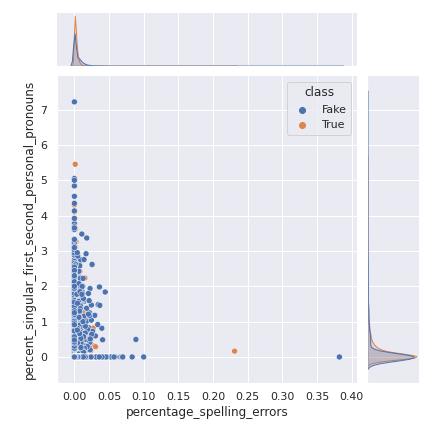 class
Fake
True
percent_singular_first_second_personal_pronouns
7
6
5
4
3
2
1
0
0.00 0.05 0.10 0.15 0.20 0.25 0.30 0.35 0.40
percentage_spelling_errors